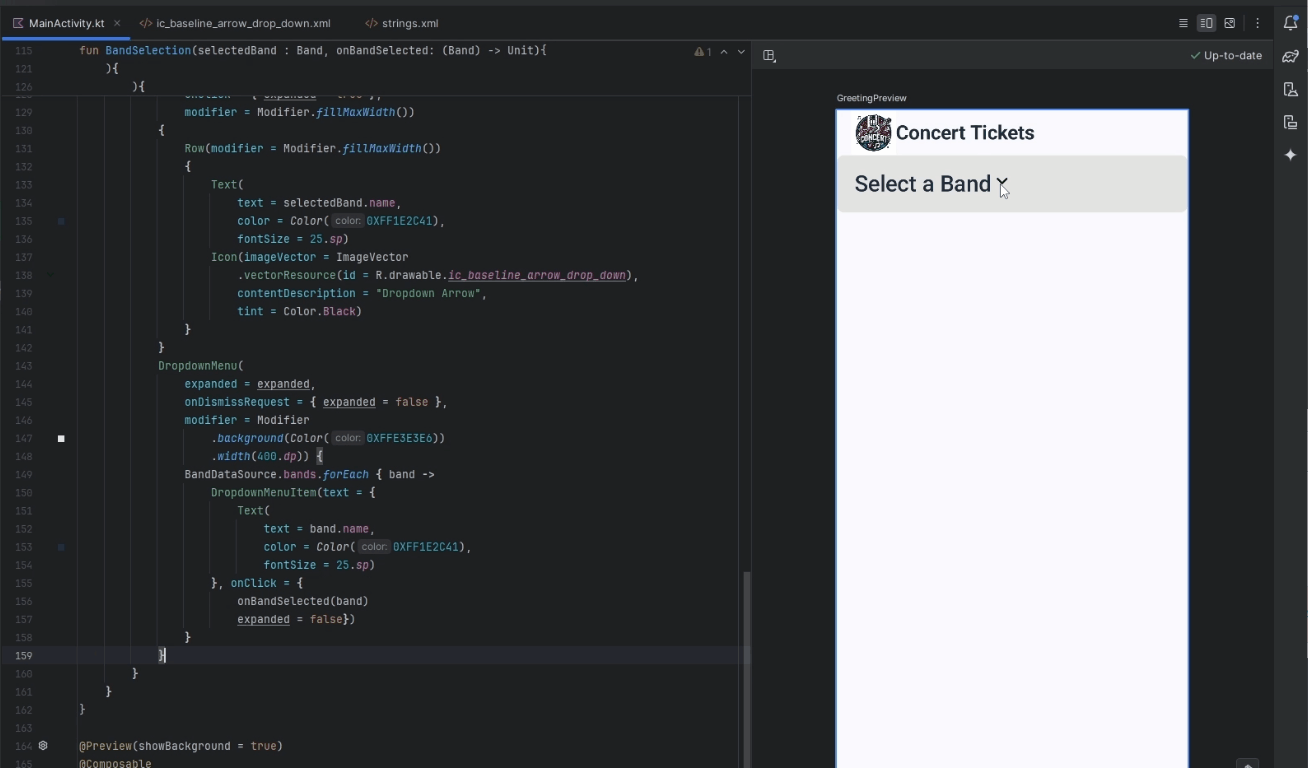 MainActivity.kt
ic_baseline_arrow_drop_down.xml
strings.xml
115 fun BandSelection(selectedBand : Band, onBandSelected: (Band) -> Unit){
1
121 ){
126 ){
129 modifier = Modifier.fillMaxWidth())
130 {
131 Row(modifier = Modifier.fillMaxWidth())
132 {
133 Text(
134 text = selectedBand.name,
135 color = Color( color: 0XFF1E2C41),
136 fontSize = 25.sp)
137 Icon(imageVector = ImageVector
138 .vectorResource(id = R.drawable.ic_baseline_arrow_drop_down),
139 contentDescription = "Dropdown Arrow",
140 tint = Color.Black)
141 }
142 }
143 DropdownMenu(
144 expanded = expanded,
145 onDismissRequest = { expanded = false },
146 modifier = Modifier
147 .background(Color( color: 0XFFE3E3E6))
148 .width(400.dp)) {
149 BandDataSource.bands.forEach { band ->
150 DropdownMenuItem(text = {
151 Text(
152 text = band.name,
153 color = Color( color: 0XFF1E2C41),
154 fontSize = 25.sp)
155 }, onClick = {
156 onBandSelected(band)
157 expanded = false})
158 }
159 }
160 }
161 }
162 }
163
164 @Preview(showBackground = true)
165 @Composable
Up-to-date
GreetingPreview
CONCERT
Concert Tickets
Select a Band